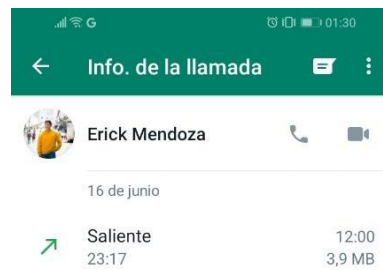 G 01:30
Info. de la llamada
Erick Mendoza
16 de junio
Saliente 12:00
23:17 3,9 MB